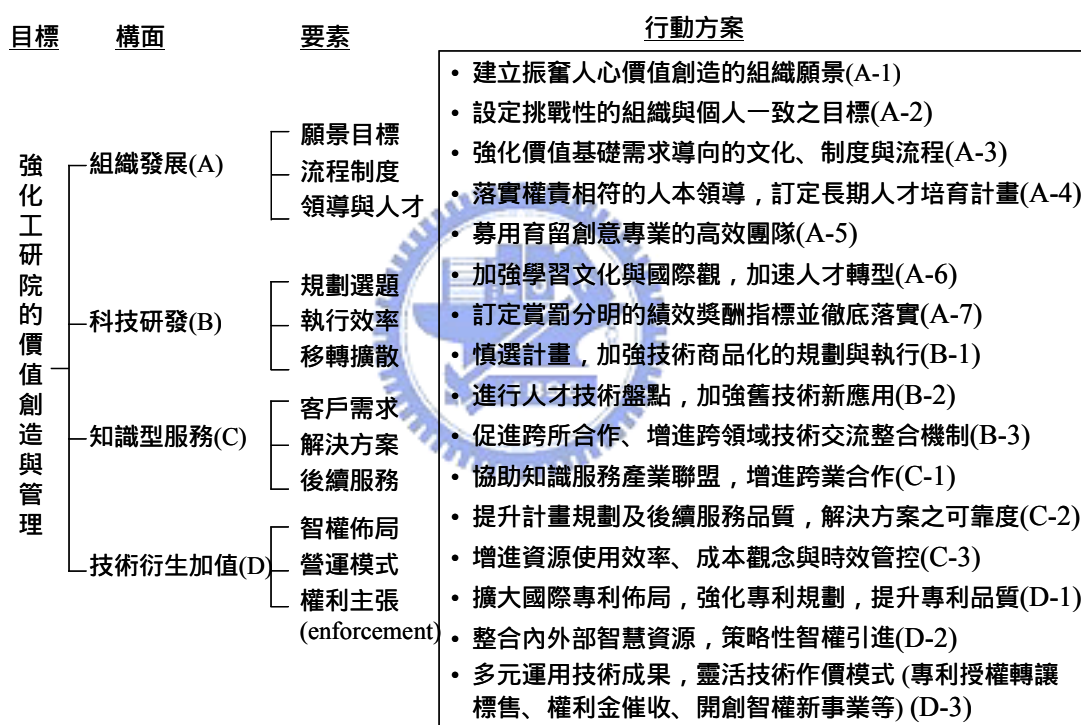 目標
構面
要素
行動方案
強化工研院的價值創造與管理
組織發展(A)
願景目標
流程制度
領導與人才
科技研發(B)
規劃選題
執行效率
移轉擴散
知識型服務(C)
客戶需求
解決方案
後續服務
技術衍生加值(D)
智權佈局
營運模式
權利主張
(enforcement)
• 建立振奮人心價值創造的組織願景(A-1)
• 設定挑戰性的組織與個人一致之目標(A-2)
• 強化價值基礎需求導向的文化、制度與流程(A-3)
• 落實權責相符的人本領導，訂定長期人才培育計畫(A-4)
• 募用育留創意專業的高效團隊(A-5)
• 加強學習文化與國際觀，加速人才轉型(A-6)
• 訂定賞罰分明的績效獎酬指標並徹底落實(A-7)
• 慎選計畫，加強技術商品化的規劃與執行(B-1)
• 進行人才技術盤點，加強舊技術新應用(B-2)
• 促進跨所合作、增進跨領域技術交流整合機制(B-3)
• 協助知識服務產業聯盟，增進跨業合作(C-1)
• 提升計畫規劃及後續服務品質，解決方案之可靠度(C-2)
• 增進資源使用效率、成本觀念與時效管控(C-3)
• 擴大國際專利佈局，強化專利規劃，提升專利品質(D-1)
• 整合內外部智慧資源，策略性智權引進(D-2)
• 多元運用技術成果，靈活技術作價模式 (專利授權轉讓
標售、權利金催收、開創智權新事業等) (D-3)